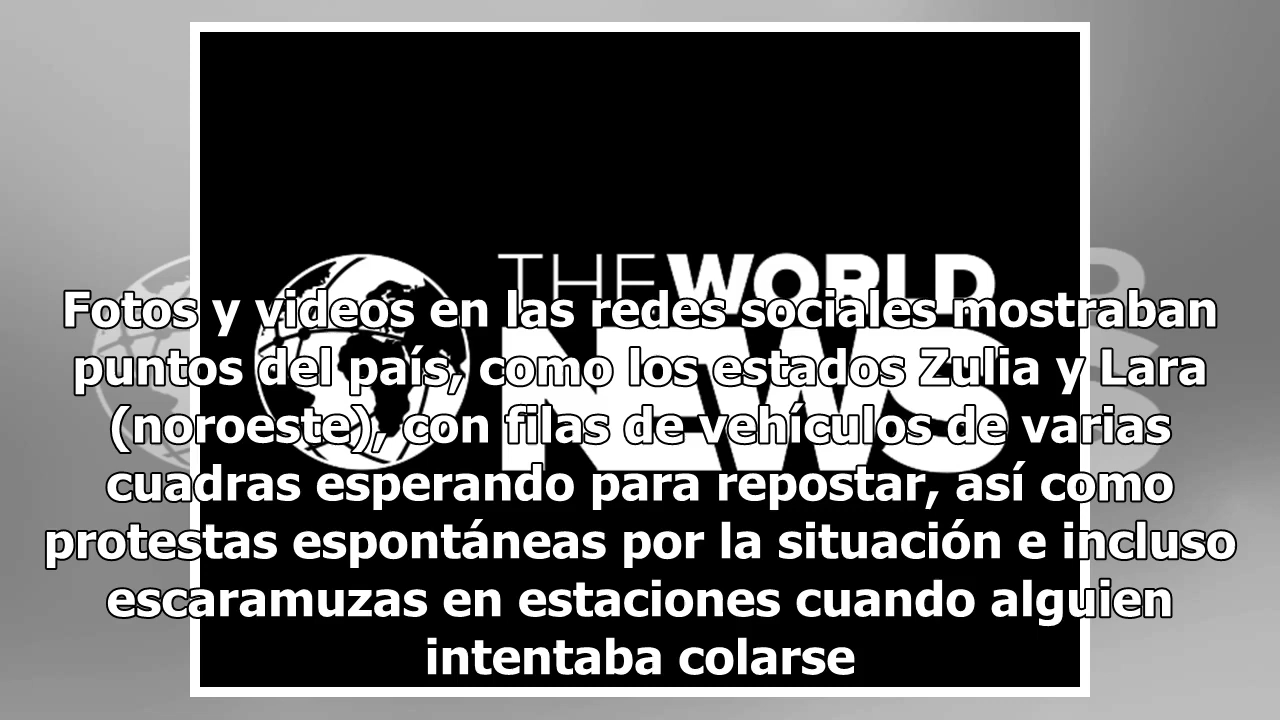 THE WORLD
NEWS
Fotos y videos en las redes sociales mostraban
puntos del país, como los estados Zulia y Lara
(noroeste), con filas de vehículos de varias
cuadras esperando para repostar, así como
protestas espontáneas por la situación e incluso
escaramuzas en estaciones cuando alguien
intentaba colarse